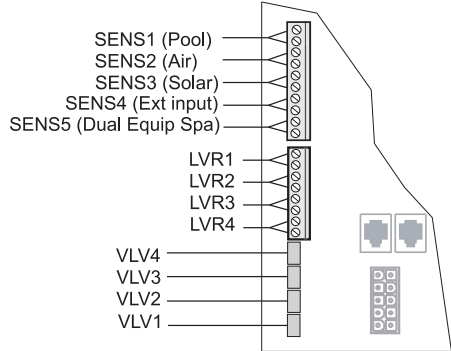 SENS1 (Pool)
SENS2 (Air)
SENS3 (Solar)
SENS4 (Ext input)
SENS5 (Dual Equip Spa)
LVR1
LVR2
LVR3
LVR4
VLV4
VLV3
VLV2
VLV1